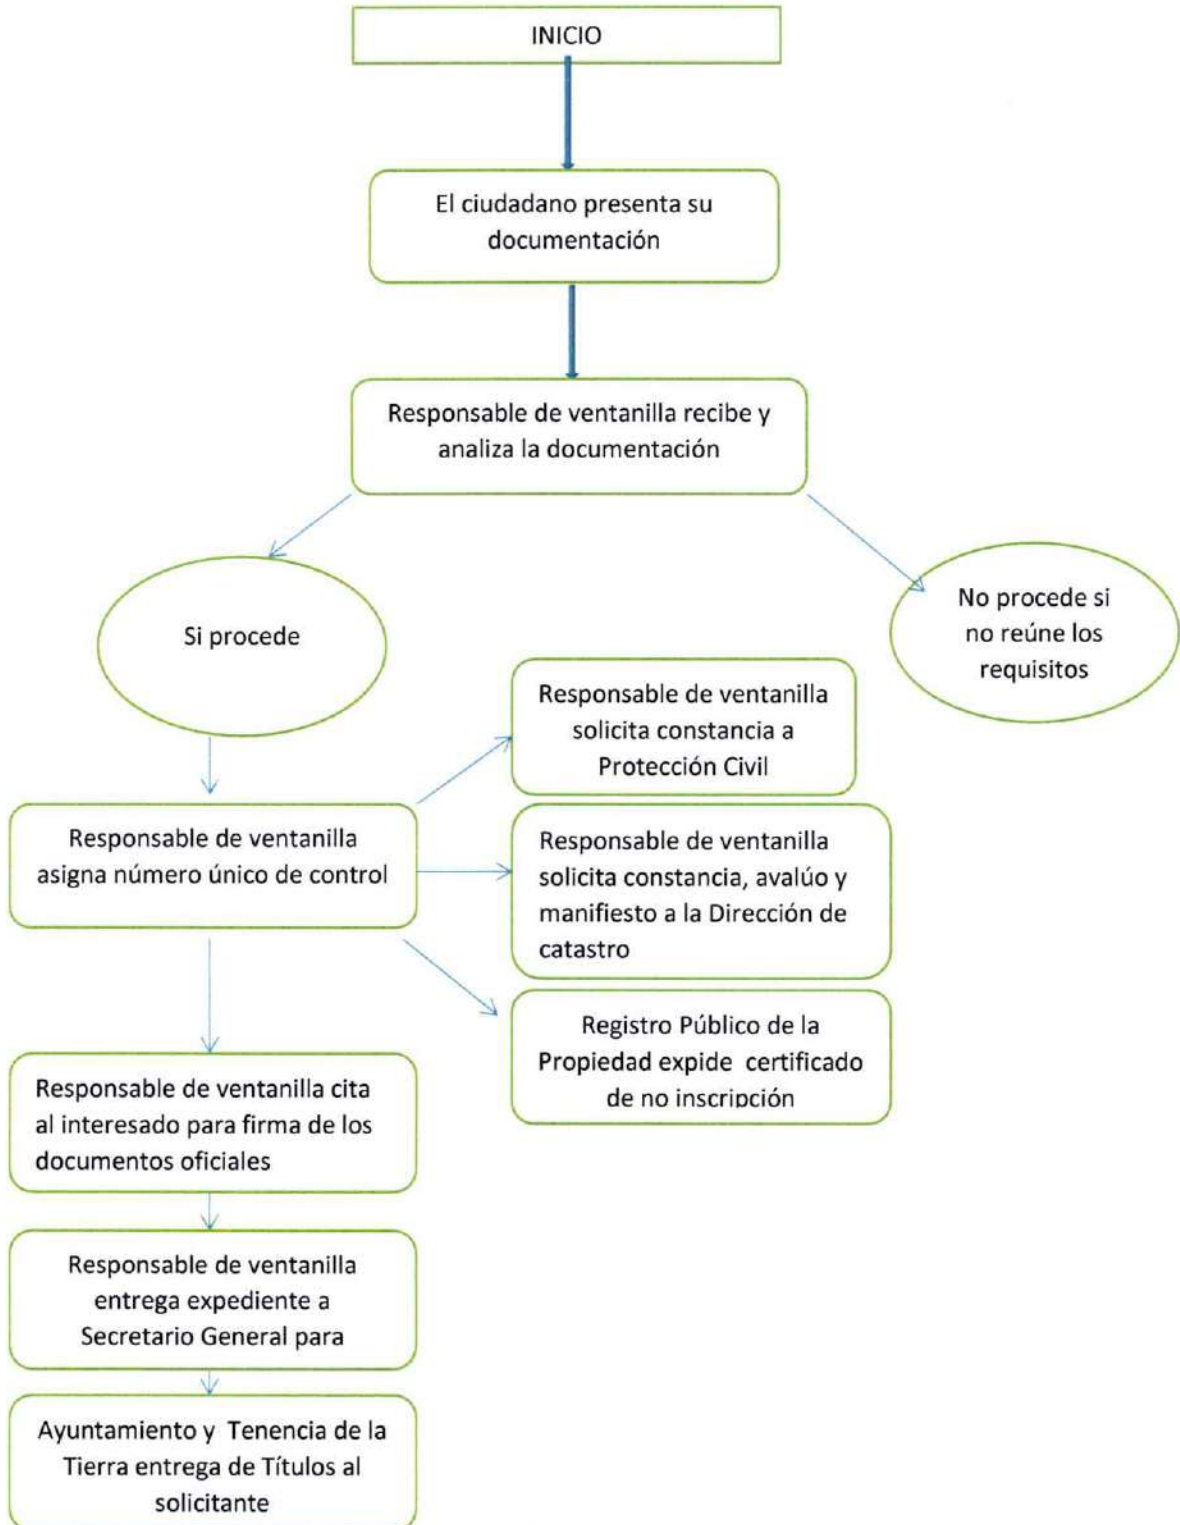 INICIO
El ciudadano presenta su
documentación
Responsable de ventanilla recibe y
analiza la documentación
Si procede
No procede si
no reúne los
requisitos
Responsable de ventanilla
solicita constancia a
Protección Civil
Responsable de ventanilla
asigna número único de control
Responsable de ventanilla
solicita constancia, avalúo y
manifiesto a la Dirección de
catastro
Registro Público de la
Propiedad expide certificado
de no inscripción
Responsable de ventanilla cita
al interesado para firma de los
documentos oficiales
Responsable de ventanilla
entrega expediente a
Secretario General para
Ayuntamiento y Tenencia de la
Tierra entrega de Títulos al
solicitante